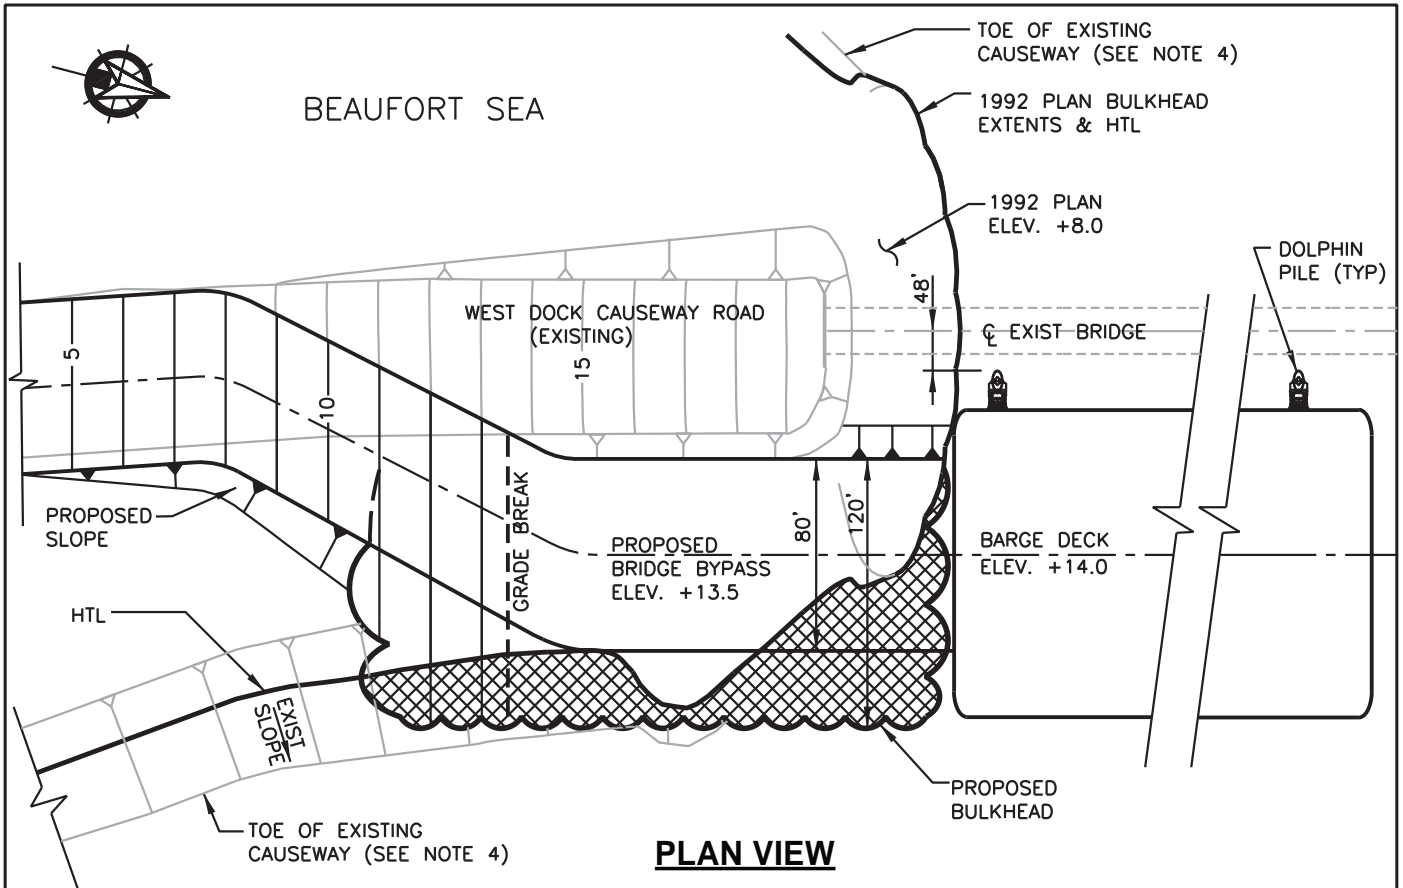 TOE OF EXISTING
CAUSEWAY (SEE NOTE 4)
BEAUFORT SEA
1992 PLAN BULKHEAD
EXTENTS & HTL
1992 PLAN
ELEV. +8.0
DOLPHIN
PILE (TYP)
48'
WEST DOCK CAUSEWAY ROAD
(EXISTING)
℄ EXIST BRIDGE
5
15
10
PROPOSED
SLOPE
GRADE BREAK
80'
120'
PROPOSED
BRIDGE BYPASS
ELEV. +13.5
BARGE DECK
ELEV. +14.0
HTL
EXIST
SLOPE
PROPOSED
BULKHEAD
TOE OF EXISTING
CAUSEWAY (SEE NOTE 4)
PLAN VIEW